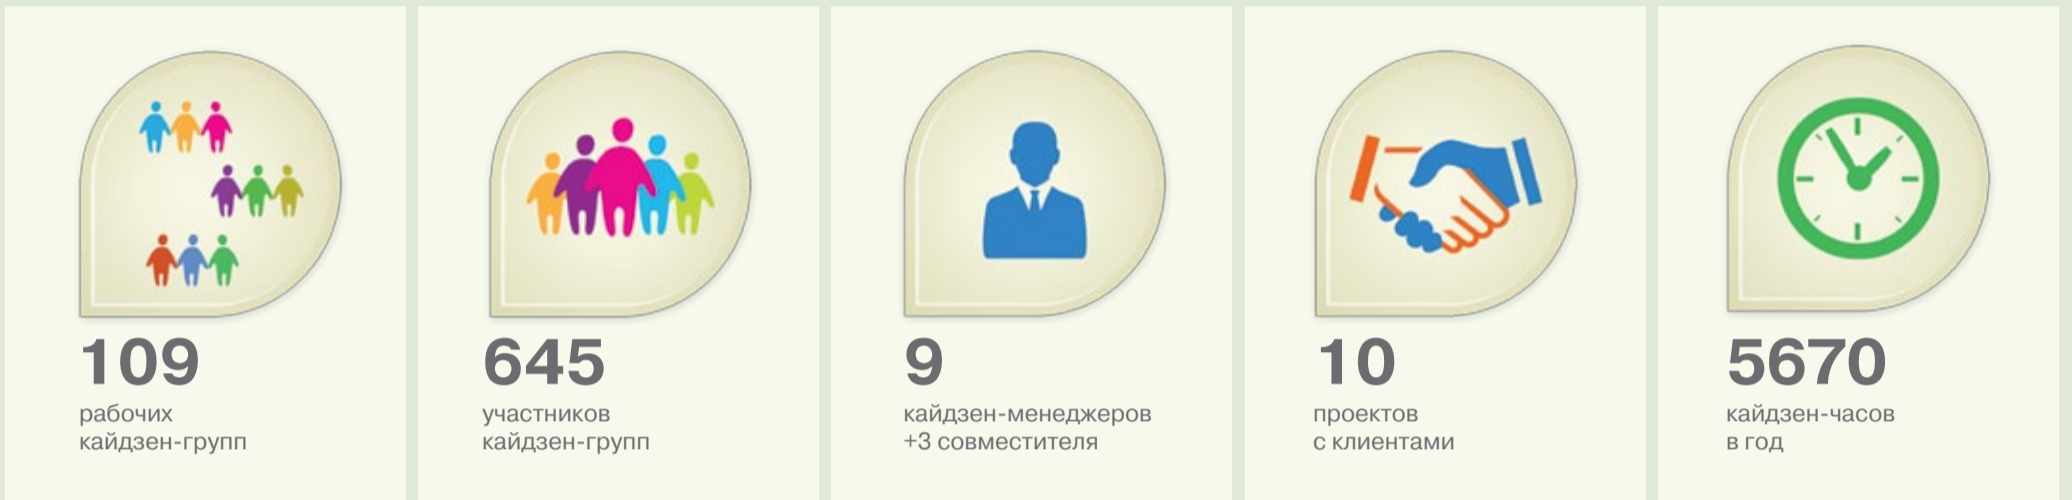 109
рабочих
кайдзен-групп
645
участников
кайдзен-групп
9
кайдзен-менеджеров
+3 совместителя
10
проектов
с клиентами
5670
кайдзен-часов
в год